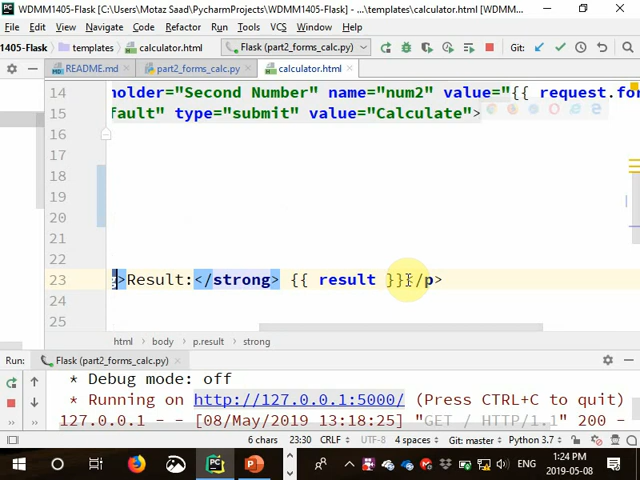 WDMM1405-Flask [C:\Users\Motaz Saad\PycharmProjects\WDMM1405-Flask] - ...\templates\calculator.html [WDMM...
File Edit View Navigate Code Refactor Run Tools VCS Window Help
1405-Flask templates calculator.html Flask (part2_forms_calc.py) Git:
README.md part2_forms_calc.py calculator.html
14 holder="Second Number" name="num2" value="{{ request.for
15 fault" type="submit" value="Calculate">
16
17
18
19
20
21
22
23 g>Result:</strong> {{ result }}</p>
24
25
html body p.result strong
Run: Flask (part2_forms_calc.py)
* Debug mode: off
* Running on http://127.0.0.1:5000/ (Press CTRL+C to quit)
127.0.0.1 - - [08/May/2019 13:18:25] "GET / HTTP/1.1" 200 -
6 chars 23:30 CRLF UTF-8 4 spaces Git: master Python 3.7
ENG 1:24 PM
2019-05-08